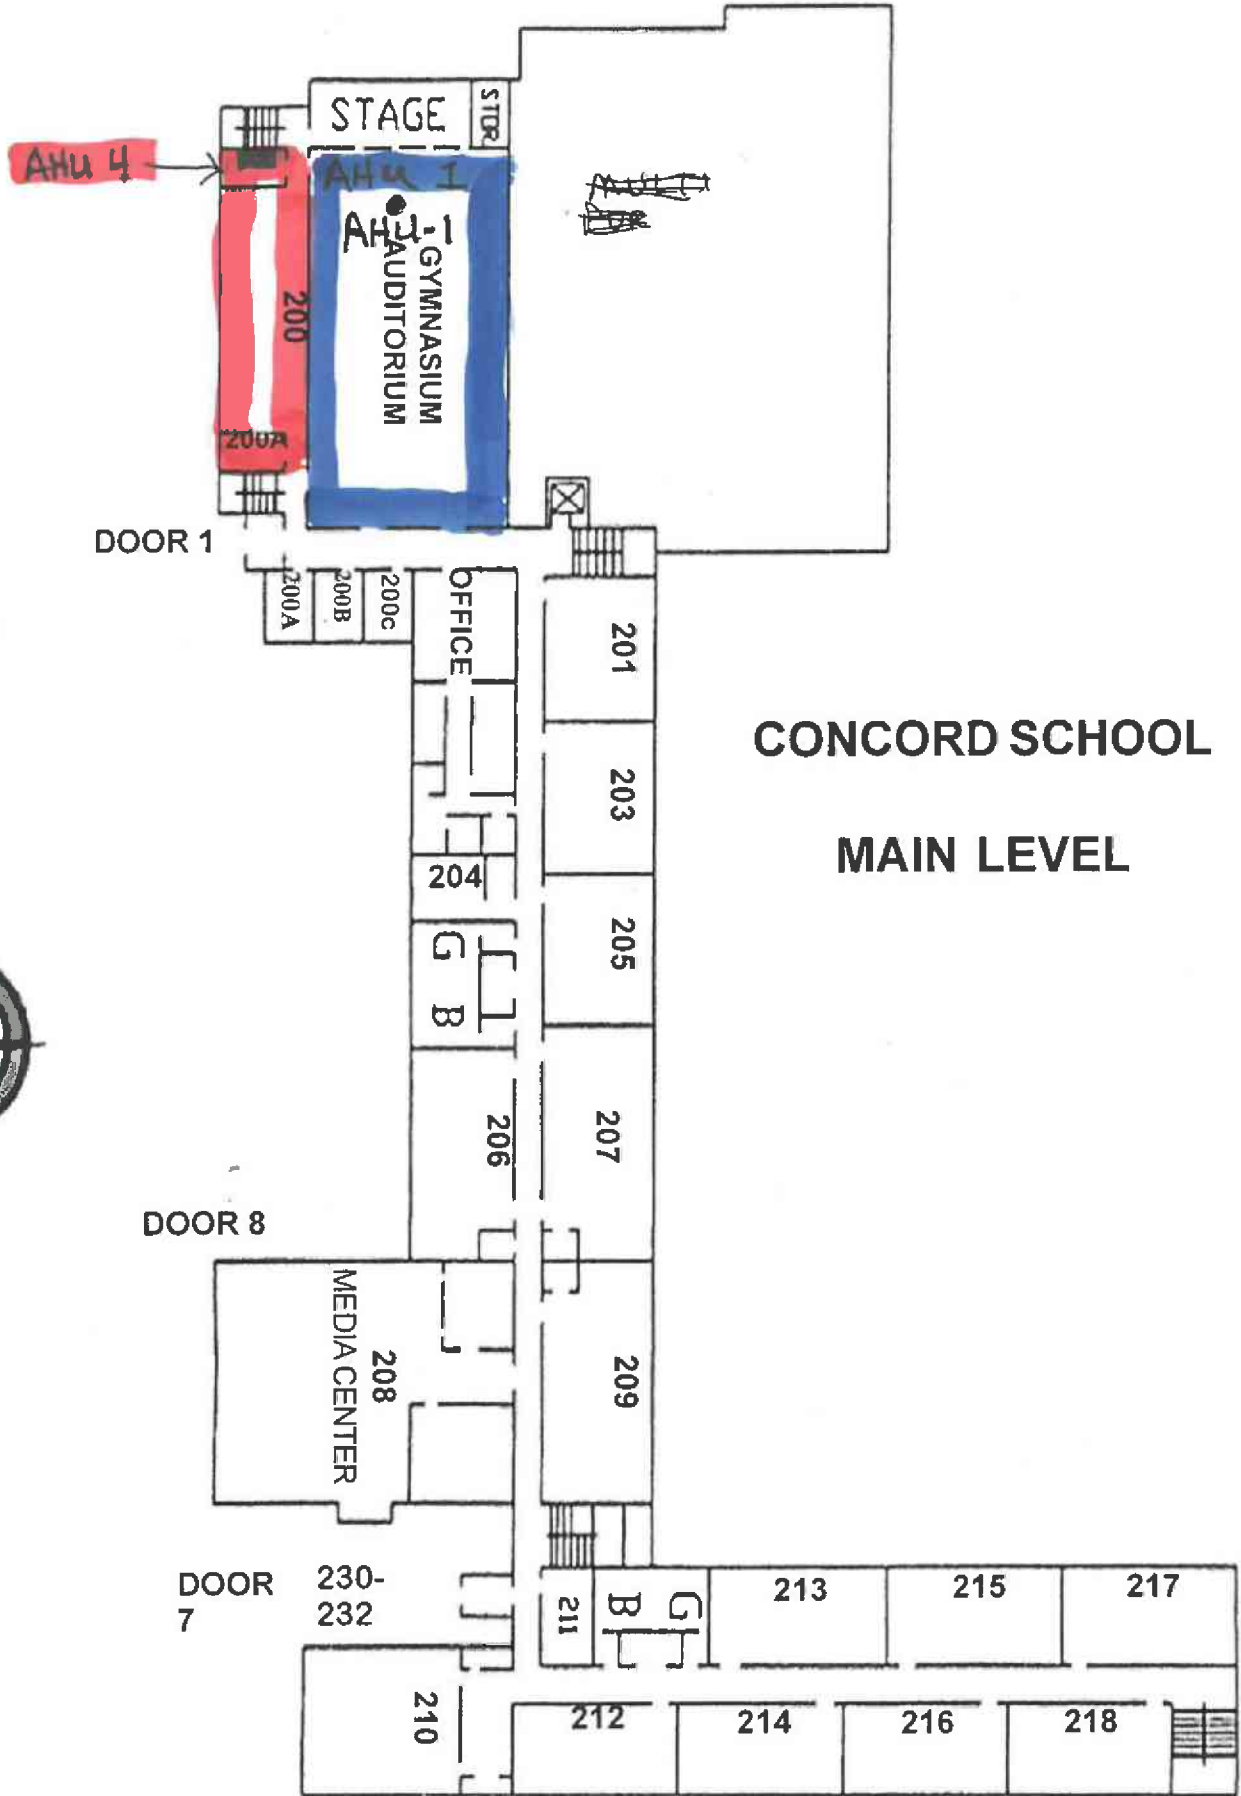 STAGE
STOR
AHU 4
AHU 1
AHU-1
GYMNASIUM
AUDITORIUM
200
200A
DOOR 1
200A
200B
200c
OFFICE
201
203
CONCORD SCHOOL
MAIN LEVEL
204
205
G
B
206
207
DOOR 8
208
MEDIA CENTER
209
DOOR
7
230-
232
211
B
G
213
215
217
210
212
214
216
218